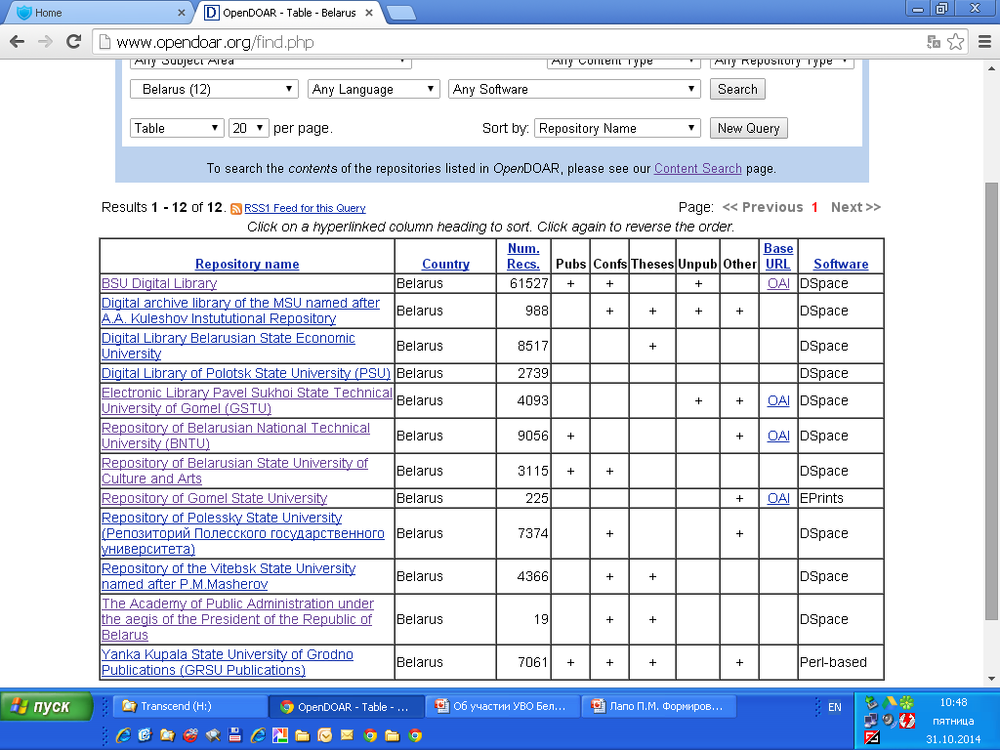 Home
OpenDOAR - Table - Belarus
www.opendoar.org/find.php
Any Subject Area Any Content Type Any Repository Type
Belarus (12) Any Language Any Software Search
Table 20 per page. Sort by: Repository Name New Query
To search the contents of the repositories listed in OpenDOAR, please see our Content Search page.
Results 1 - 12 of 12. RSS1 Feed for this Query Page: << Previous 1 Next >>
Click on a hyperlinked column heading to sort. Click again to reverse the order.
Repository name Country Num. Recs. Pubs Confs Theses Unpub Other Base URL Software
BSU Digital Library Belarus 61527 + + + OAI DSpace
Digital archive library of the MSU named after
A.A. Kuleshov Instutational Repository Belarus 988 + + + + DSpace
Digital Library Belarusian State Economic
University Belarus 8517 + DSpace
Digital Library of Polotsk State University (PSU) Belarus 2739 DSpace
Electronic Library Pavel Sukhoi State Technical
University of Gomel (GSTU) Belarus 4093 + + OAI DSpace
Repository of Belarusian National Technical
University (BNTU) Belarus 9056 + + OAI DSpace
Repository of Belarusian State University of
Culture and Arts Belarus 3115 + + DSpace
Repository of Gomel State University Belarus 225 + OAI EPrints
Repository of Polessky State University
(Репозиторий Полесского государственного
университета) Belarus 7374 + + DSpace
Repository of the Vitebsk State University
named after P.M.Masherov Belarus 4366 + + DSpace
The Academy of Public Administration under
the aegis of the President of the Republic of
Belarus Belarus 19 + + DSpace
Yanka Kupala State University of Grodno
Publications (GRSU Publications) Belarus 7061 + + + + Perl-based
пуск Transcend (H:) OpenDOAR - Table - ... Об участии УВО Бел... Лапо П.М. Формиров... EN 10:48
пятница
31.10.2014